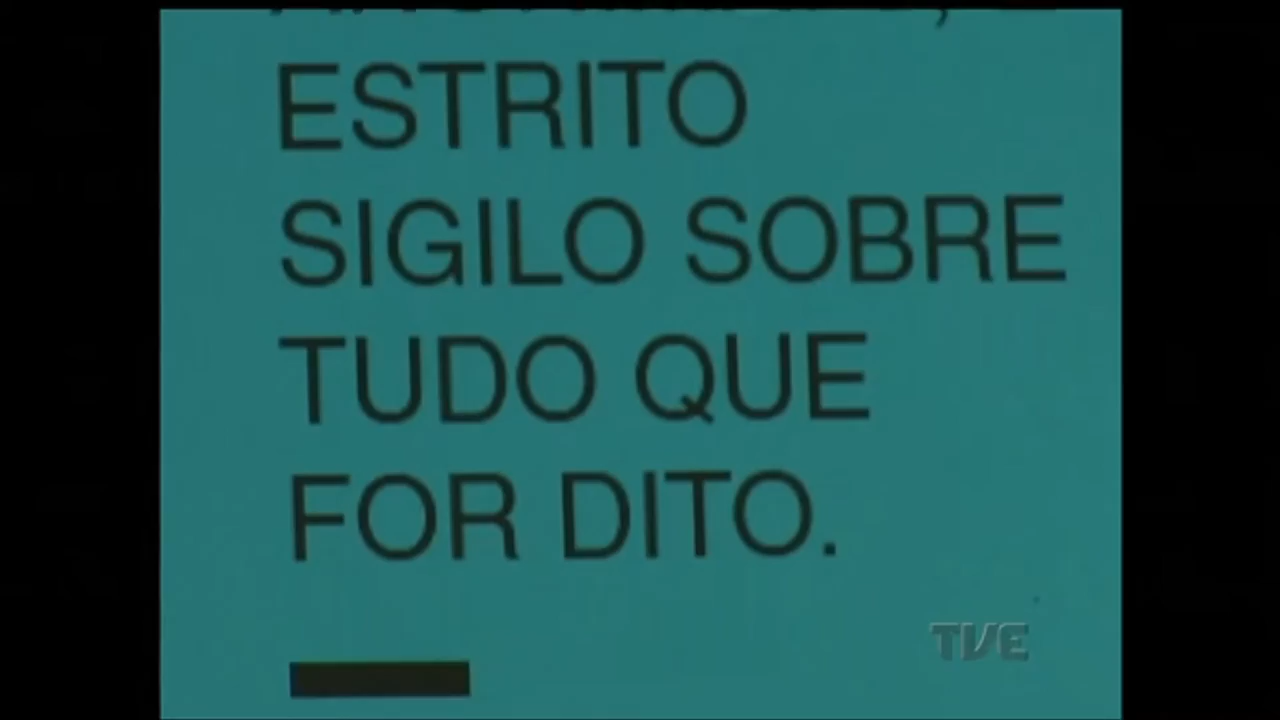 ESTRITO
SIGILO SOBRE
TUDO QUE
FOR DITO.
TVE